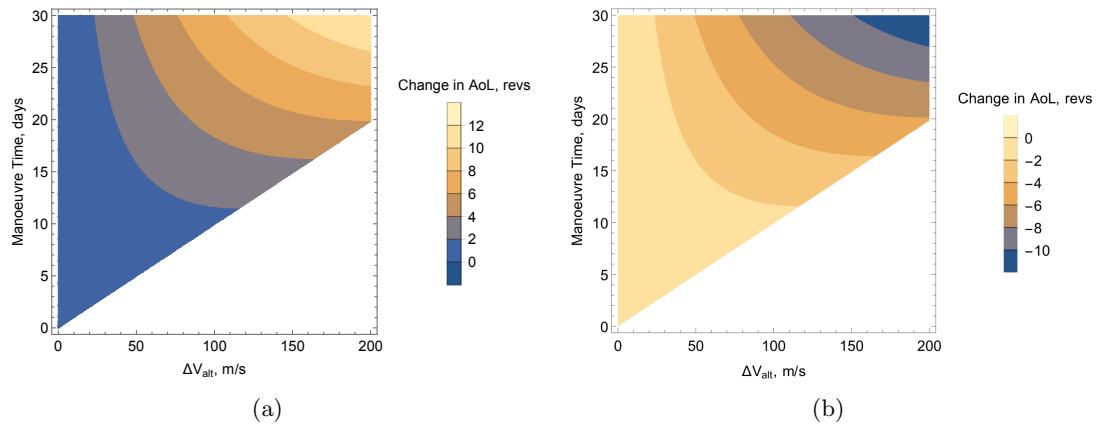 30
25
20
15
10
5
0
Manoeuvre Time, days
0 50 100 150 200
ΔV_alt, m/s
Change in AoL, revs
12
10
8
6
4
2
0
(a)
30
25
20
15
10
5
0
Manoeuvre Time, days
0 50 100 150 200
ΔV_alt, m/s
Change in AoL, revs
0
−2
−4
−6
−8
−10
(b)